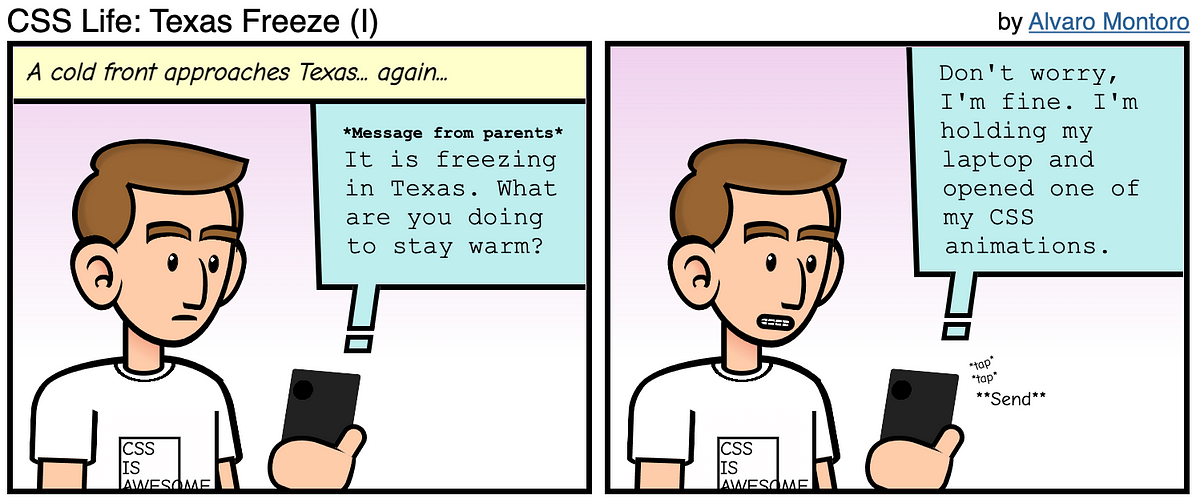 CSS Life: Texas Freeze (I)
by Alvaro Montoro
A cold front approaches Texas... again...
*Message from parents*
It is freezing
in Texas. What
are you doing
to stay warm?
CSS
IS
AWESOME
Don't worry,
I'm fine. I'm
holding my
laptop and
opened one of
my CSS
animations.
*tap*
*tap*
**Send**
CSS
IS
AWESOME